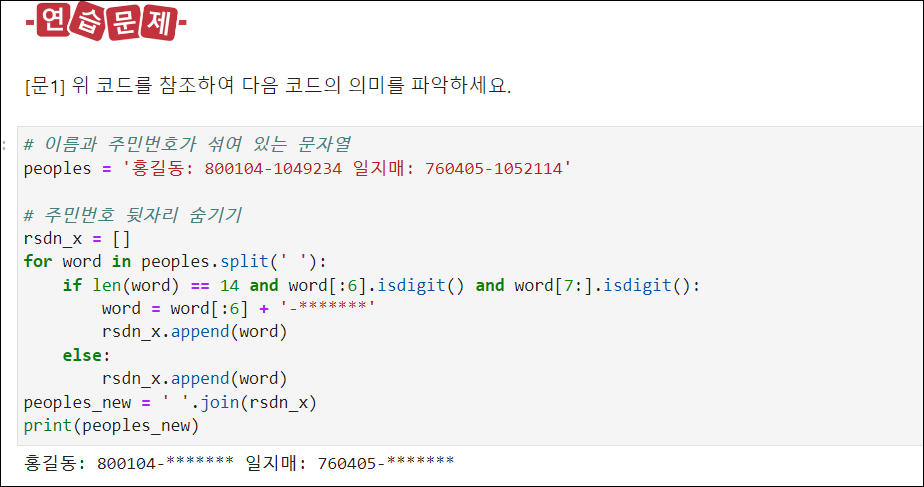 -연습문제-
[문1] 위 코드를 참조하여 다음 코드의 의미를 파악하세요.
:
# 이름과 주민번호가 섞여 있는 문자열
peoples = '홍길동: 800104-1049234 일지매: 760405-1052114'
# 주민번호 뒷자리 숨기기
rsdn_x = []
for word in peoples.split(' '):
    if len(word) == 14 and word[:6].isdigit() and word[7:].isdigit():
        word = word[:6] + '-*******'
        rsdn_x.append(word)
    else:
        rsdn_x.append(word)
peoples_new = ' '.join(rsdn_x)
print(peoples_new)
홍길동: 800104-******* 일지매: 760405-*******